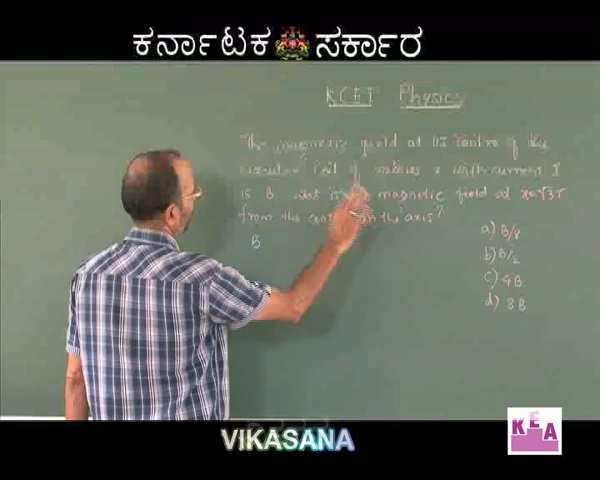 ಕರ್ನಾಟಕ ಸರ್ಕಾರ
KCET Physics
The magnetic field at the centre of the
circular coil of radius r with current I
is B what is the magnetic field at x=√3r
from the centre on the axis?
B
a) B/8
b) B/2
c) 4B
d) 8B
VIKASANA
KEA